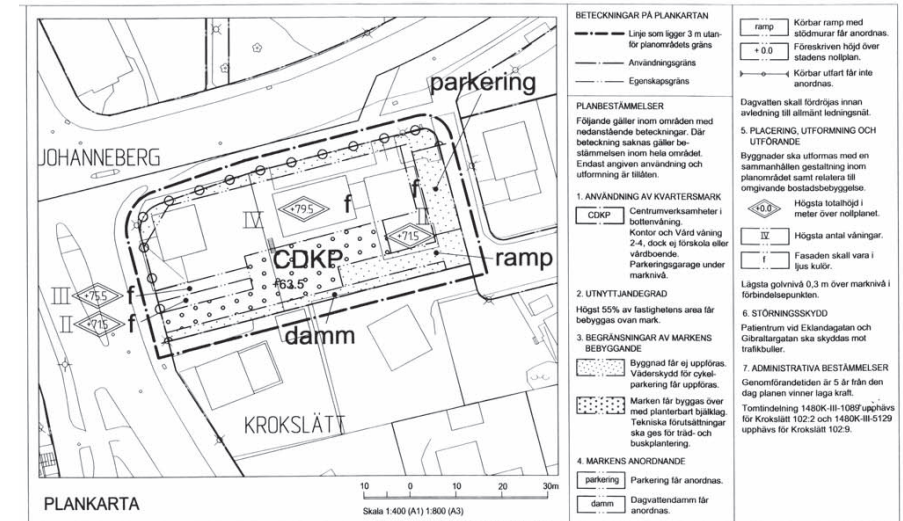 parkering
JOHANNEBERG
+79.5
f
IV
f
II
+71.5
f
CDKP
+63.5
ramp
III
+75.5
f
II
+71.5
f
damm
KROKSLÄTT
PLANKARTA
10 0 10 20 30m
Skala 1:400 (A1) 1:800 (A3)
BETECKNINGAR PÅ PLANKARTAN
Linje som ligger 3 m utan-
för planområdets gräns
Användningsgräns
Egenskapsgräns
PLANBESTÄMMELSER
Följande gäller inom områden med
nedanstående beteckningar. Där
beteckning saknas gäller be-
stämmelsen inom hela området.
Endast angiven användning och
utformning är tillåten.
1. ANVÄNDNING AV KVARTERSMARK
CDKP
Centrumverksamheter i
bottenvåning.
Kontor och Vård våning
2-4, dock ej förskola eller
vårdboende.
Parkeringsgarage under
marknivå.
2. UTNYTTJANDEGRAD
Högst 55% av fastighetens area får
bebyggas ovan mark.
3. BEGRÄNSNINGAR AV MARKENS
BEBYGGANDE
Byggnad får ej uppföras.
Väderskydd för cykel-
parkering får uppföras.
Marken får byggas över
med planterbart bjälklag.
Tekniska förutsättningar
ska ges för träd- och
buskplantering.
4. MARKENS ANORDNANDE
parkering Parkering får anordnas.
damm Dagvattendamm får
anordnas.
ramp Körbar ramp med
stödmurar får anordnas.
+ 0.0 Föreskriven höjd över
stadens nollplan.
Körbar utfart får inte
anordnas.
Dagvatten skall fördröjas innan
avledning till allmänt ledningsnät.
5. PLACERING, UTFORMNING OCH
UTFÖRANDE
Byggnader ska utformas med en
sammanhållen gestaltning inom
planområdet samt relatera till
omgivande bostadsbebyggelse.
+0.0 Högsta totalhöjd i
meter över nollplanet.
IV Högsta antal våningar.
f Fasaden skall vara i
ljus kulör.
Lägsta golvnivå 0,3 m över marknivå i
förbindelsepunkten.
6. STÖRNINGSSKYDD
Patientrum vid Eklandagatan och
Gibraltargatan ska skyddas mot
trafikbuller.
7. ADMINISTRATIVA BESTÄMMELSER
Genomförandetiden är 5 år från den
dag planen vinner laga kraft.
Tomtindelning 1480K-III-1089 upphävs
för Krokslätt 102:2 och 1480K-III-5129
upphävs för Krokslätt 102:9.